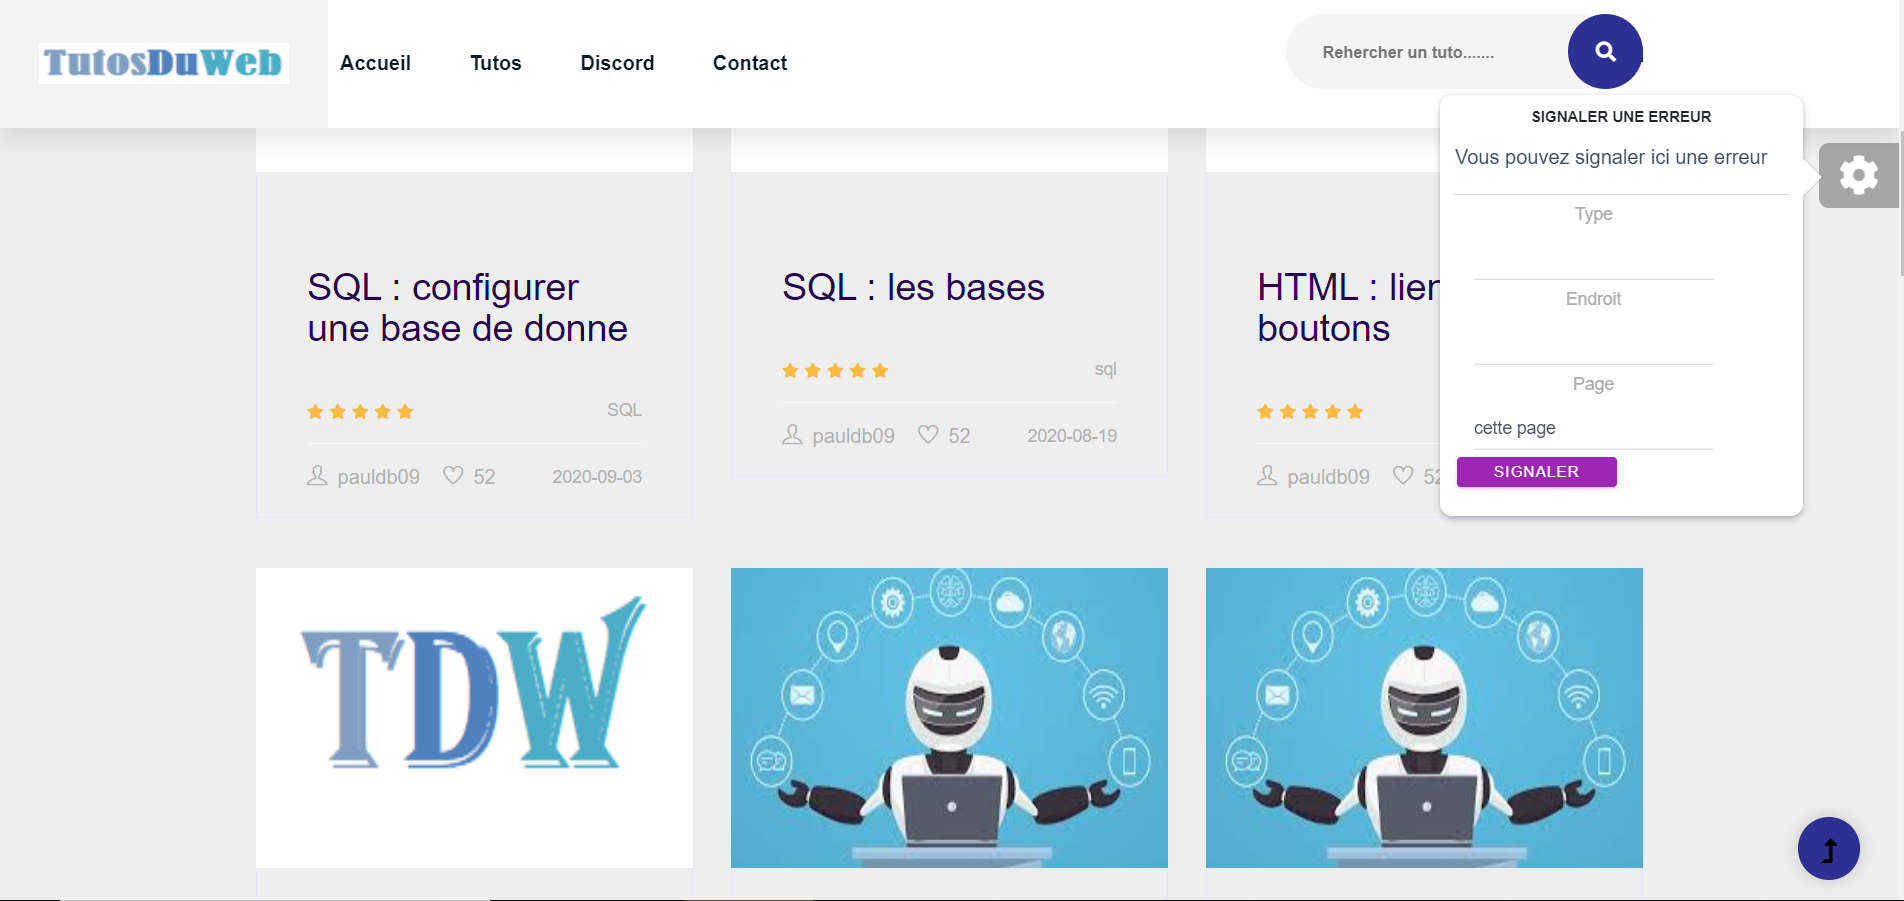 TutosDuWeb
Accueil
Tutos
Discord
Contact
Rehercher un tuto.......
SIGNALER UNE ERREUR
Vous pouvez signaler ici une erreur
Type
Endroit
Page
cette page
SIGNALER
SQL : configurer
une base de donne
SQL
pauldb09
52
2020-09-03
SQL : les bases
sql
pauldb09
52
2020-08-19
HTML : lien
boutons
pauldb09
52
TDW